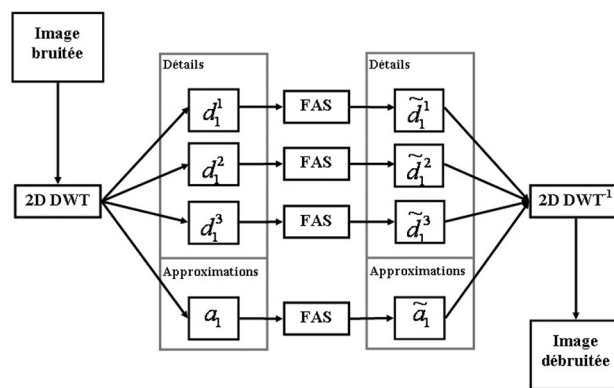 Image
bruitée
Détails
Détails
d₁¹ FAS d̃₁¹
d₁² FAS d̃₁²
2D DWT
2D DWT⁻¹
d₁³ FAS d̃₁³
Approximations
Approximations
a₁ FAS ã₁
Image
débruitée